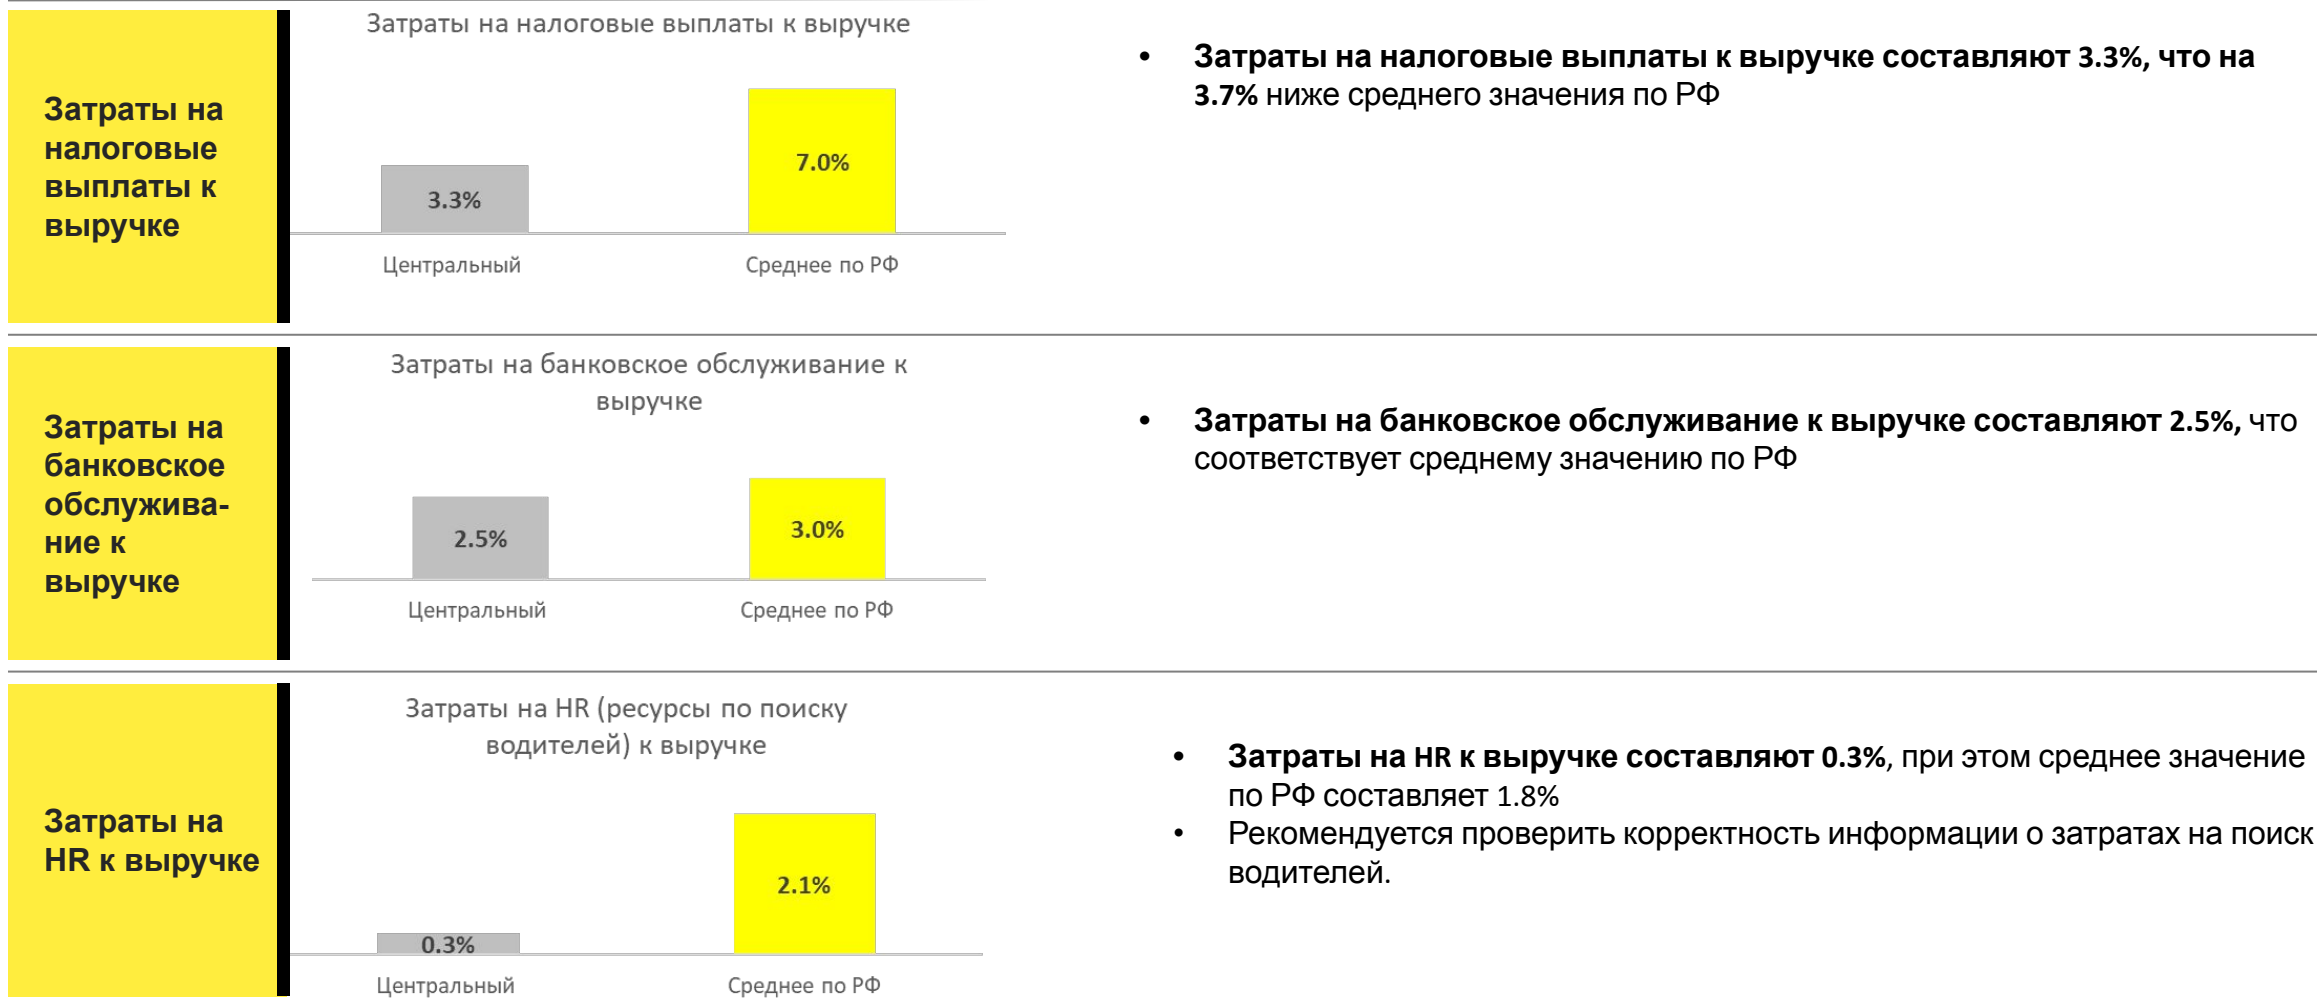 Затраты на
налоговые
выплаты к
выручке
Затраты на налоговые выплаты к выручке
3.3%
7.0%
Центральный
Среднее по РФ
• Затраты на налоговые выплаты к выручке составляют 3.3%, что на
3.7% ниже среднего значения по РФ
Затраты на
банковское
обслужива-
ние к
выручке
Затраты на банковское обслуживание к
выручке
2.5%
3.0%
Центральный
Среднее по РФ
• Затраты на банковское обслуживание к выручке составляют 2.5%, что
соответствует среднему значению по РФ
Затраты на
HR к выручке
Затраты на HR (ресурсы по поиску
водителей) к выручке
0.3%
2.1%
Центральный
Среднее по РФ
• Затраты на HR к выручке составляют 0.3%, при этом среднее значение
по РФ составляет 1.8%
• Рекомендуется проверить корректность информации о затратах на поиск
водителей.